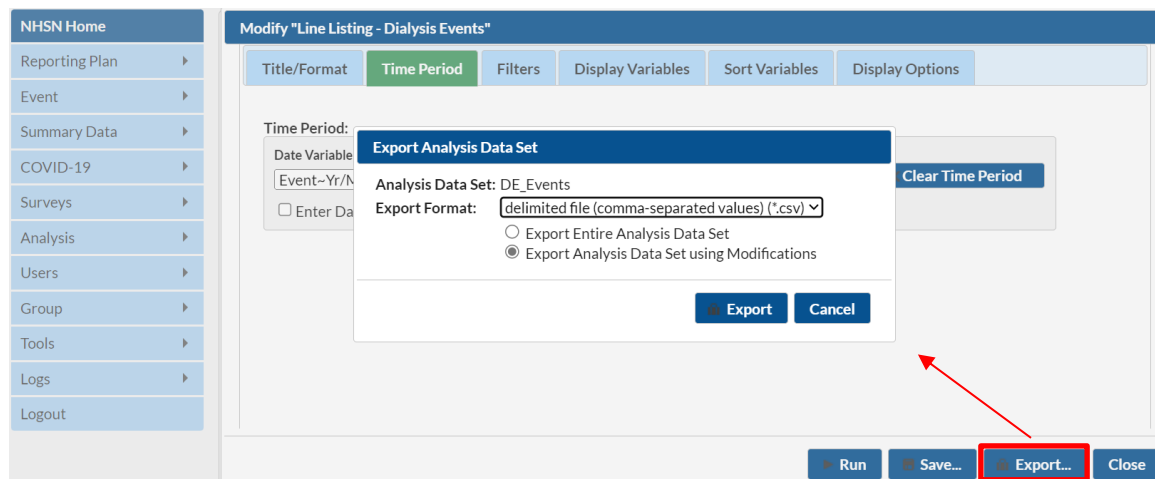 NHSN Home
Reporting Plan
Event
Summary Data
COVID-19
Surveys
Analysis
Users
Group
Tools
Logs
Logout
Modify "Line Listing - Dialysis Events"
Title/Format Time Period Filters Display Variables Sort Variables Display Options
Time Period:
Date Variable
Event~Yr/M
Enter Da
Clear Time Period
Export Analysis Data Set
Analysis Data Set: DE_Events
Export Format: delimited file (comma-separated values) (*.csv)
Export Entire Analysis Data Set
Export Analysis Data Set using Modifications
Export Cancel
Run Save... Export... Close